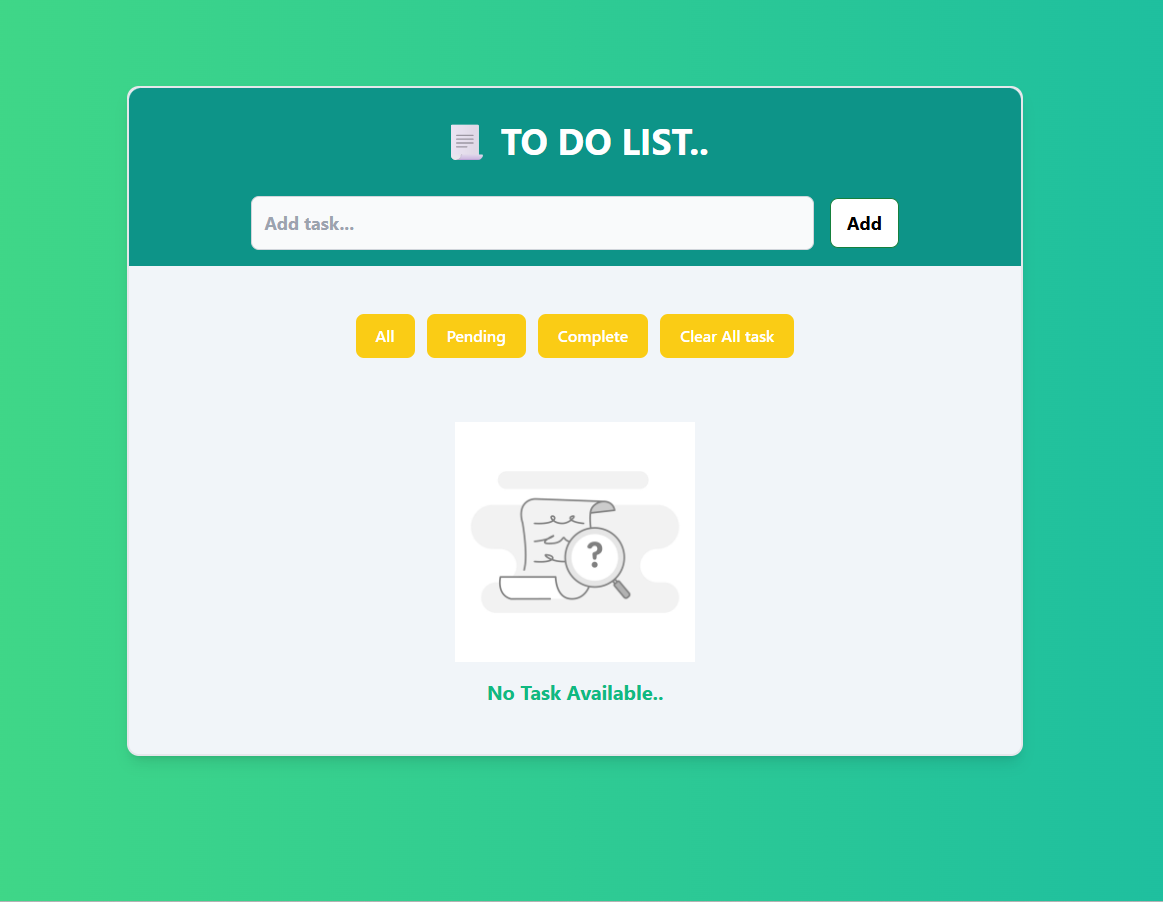 TO DO LIST..
Add task...
Add
All
Pending
Complete
Clear All task
?
No Task Available..